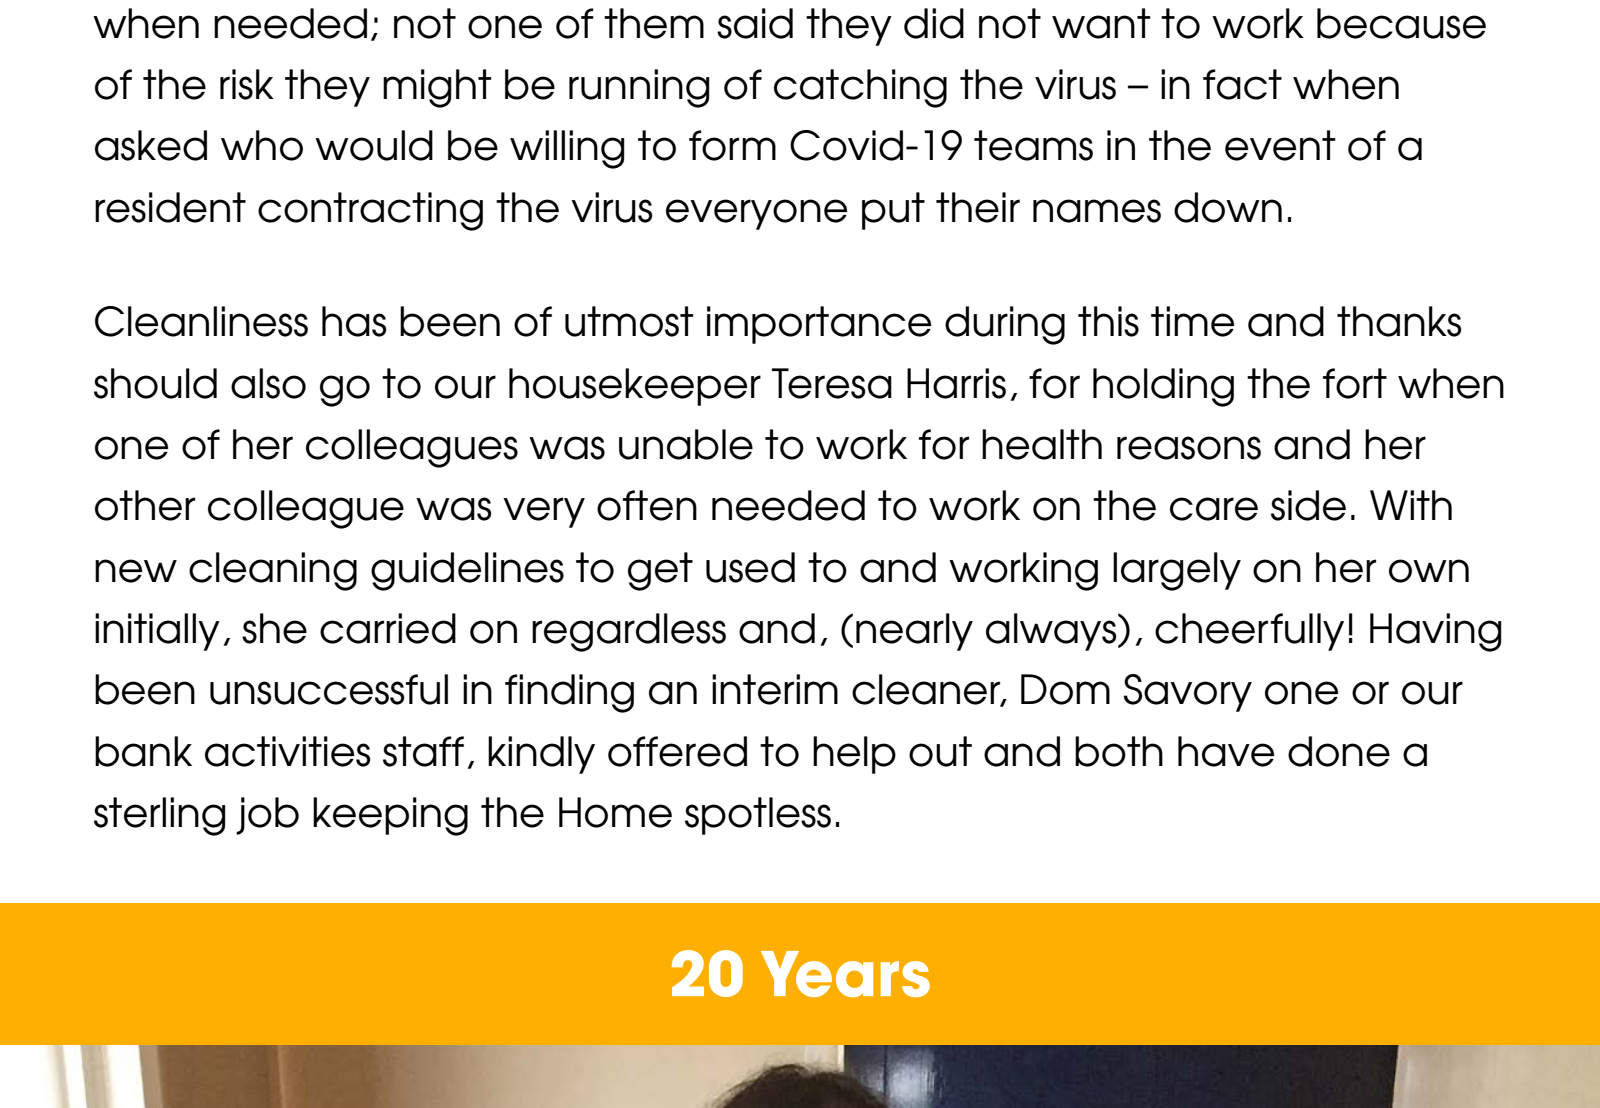 when needed; not one of them said they did not want to work because
of the risk they might be running of catching the virus – in fact when
asked who would be willing to form Covid-19 teams in the event of a
resident contracting the virus everyone put their names down.
Cleanliness has been of utmost importance during this time and thanks
should also go to our housekeeper Teresa Harris, for holding the fort when
one of her colleagues was unable to work for health reasons and her
other colleague was very often needed to work on the care side. With
new cleaning guidelines to get used to and working largely on her own
initially, she carried on regardless and, (nearly always), cheerfully! Having
been unsuccessful in finding an interim cleaner, Dom Savory one or our
bank activities staff, kindly offered to help out and both have done a
sterling job keeping the Home spotless.
20 Years